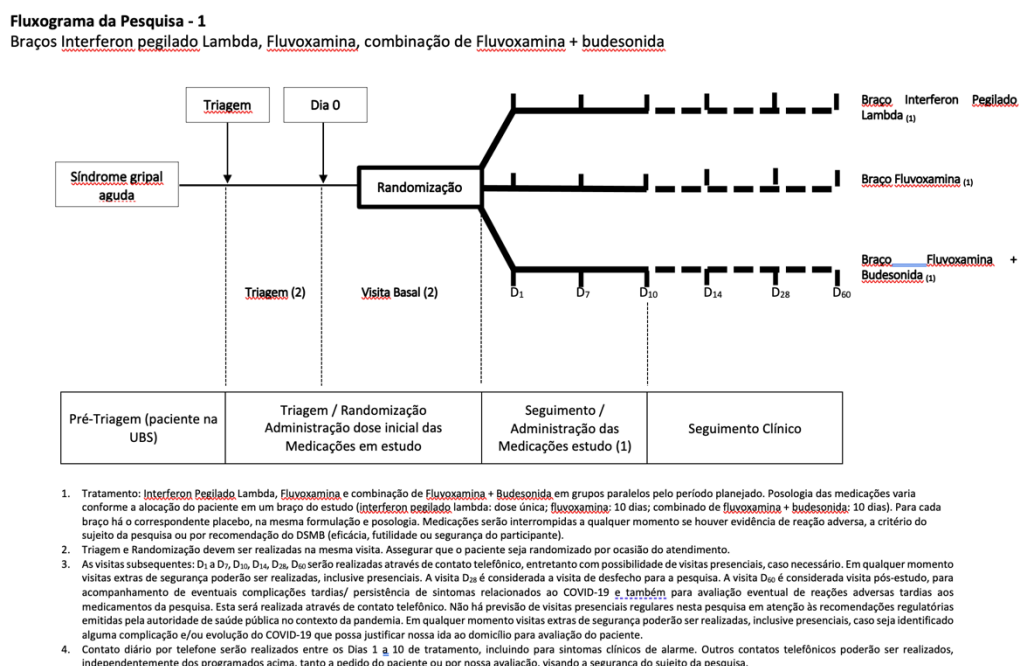 Fluxograma da Pesquisa - 1
Braços Interferon pegilado Lambda, Fluvoxamina, combinação de Fluvoxamina + budesonida
Triagem
Dia 0
Braço Interferon Pegilado
Lambda (1)
Síndrome gripal
aguda
Randomização
Braço Fluvoxamina (1)
Braço Fluvoxamina +
Budesonida (1)
Triagem (2)
Visita Basal (2)
D1 D7 D10 D14 D28 D60
Pré-Triagem (paciente na
UBS)
Triagem / Randomização
Administração dose inicial das
Medicações em estudo
Seguimento /
Administração das
Medicações estudo (1)
Seguimento Clínico
1. Tratamento: Interferon Pegilado Lambda, Fluvoxamina e combinação de Fluvoxamina + Budesonida em grupos paralelos pelo período planejado. Posologia das medicações varia
conforme a alocação do paciente em um braço do estudo (interferon pegilado lambda: dose única; fluvoxamina: 10 dias; combinado de fluvoxamina + budesonida: 10 dias). Para cada
braço há o correspondente placebo, na mesma formulação e posologia. Medicações serão interrompidas a qualquer momento se houver evidência de reação adversa, a critério do
sujeito da pesquisa ou por recomendação do DSMB (eficácia, futilidade ou segurança do participante).
2. Triagem e Randomização devem ser realizadas na mesma visita. Assegurar que o paciente seja randomizado por ocasião do atendimento.
3. As visitas subsequentes: D1 a D7, D10, D14, D28, D60 serão realizadas através de contato telefônico, entretanto com possibilidade de visitas presenciais, caso necessário. Em qualquer momento
visitas extras de segurança poderão ser realizadas, inclusive presenciais. A visita D28 é considerada a visita de desfecho para a pesquisa. A visita D60 é considerada visita pós-estudo, para
acompanhamento de eventuais complicações tardias/ persistência de sintomas relacionados ao COVID-19 e também para avaliação eventual de reações adversas tardias aos
medicamentos da pesquisa. Esta será realizada através de contato telefônico. Não há previsão de visitas presenciais regulares nesta pesquisa em atenção às recomendações regulatórias
emitidas pela autoridade de saúde pública no contexto da pandemia. Em qualquer momento visitas extras de segurança poderão ser realizadas, inclusive presenciais, caso seja identificado
alguma complicação e/ou evolução do COVID-19 que possa justificar nossa ida ao domicílio para avaliação do paciente.
4. Contato diário por telefone serão realizados entre os Dias 1 a 10 de tratamento, incluindo para sintomas clínicos de alarme. Outros contatos telefônicos poderão ser realizados,
independentemente dos programados acima, tanto a pedido do paciente ou por nossa avaliação, visando a segurança do sujeito da pesquisa.